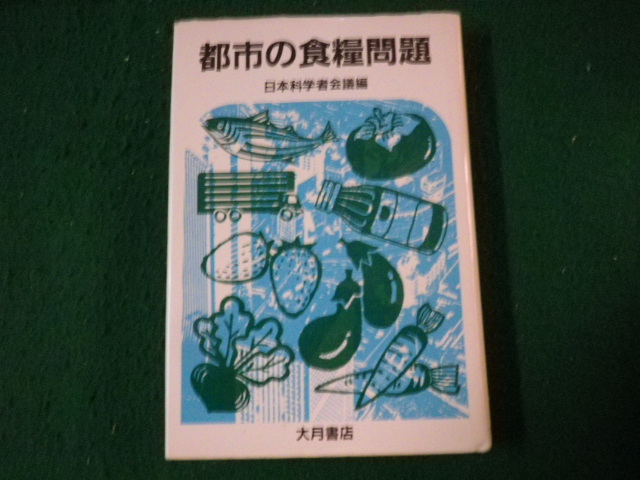 都市の食糧問題
日本科学者会議編
大月書店